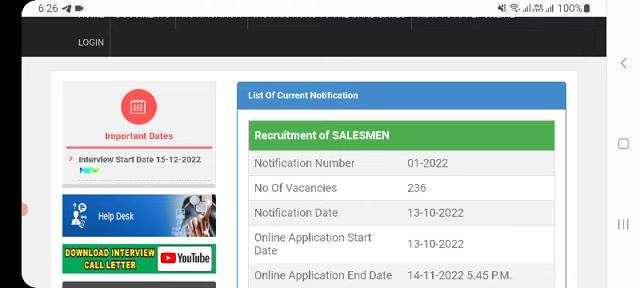 6:26
100%
LOGIN
Important Dates
Interview Start Date 15-12-2022
NEW
Help Desk
DOWNLOAD INTERVIEW
CALL LETTER
YouTube
List Of Current Notification
Recruitment of SALESMEN
Notification Number 01-2022
No Of Vacancies 236
Notification Date 13-10-2022
Online Application Start
Date
13-10-2022
Online Application End Date 14-11-2022 5.45 P.M.